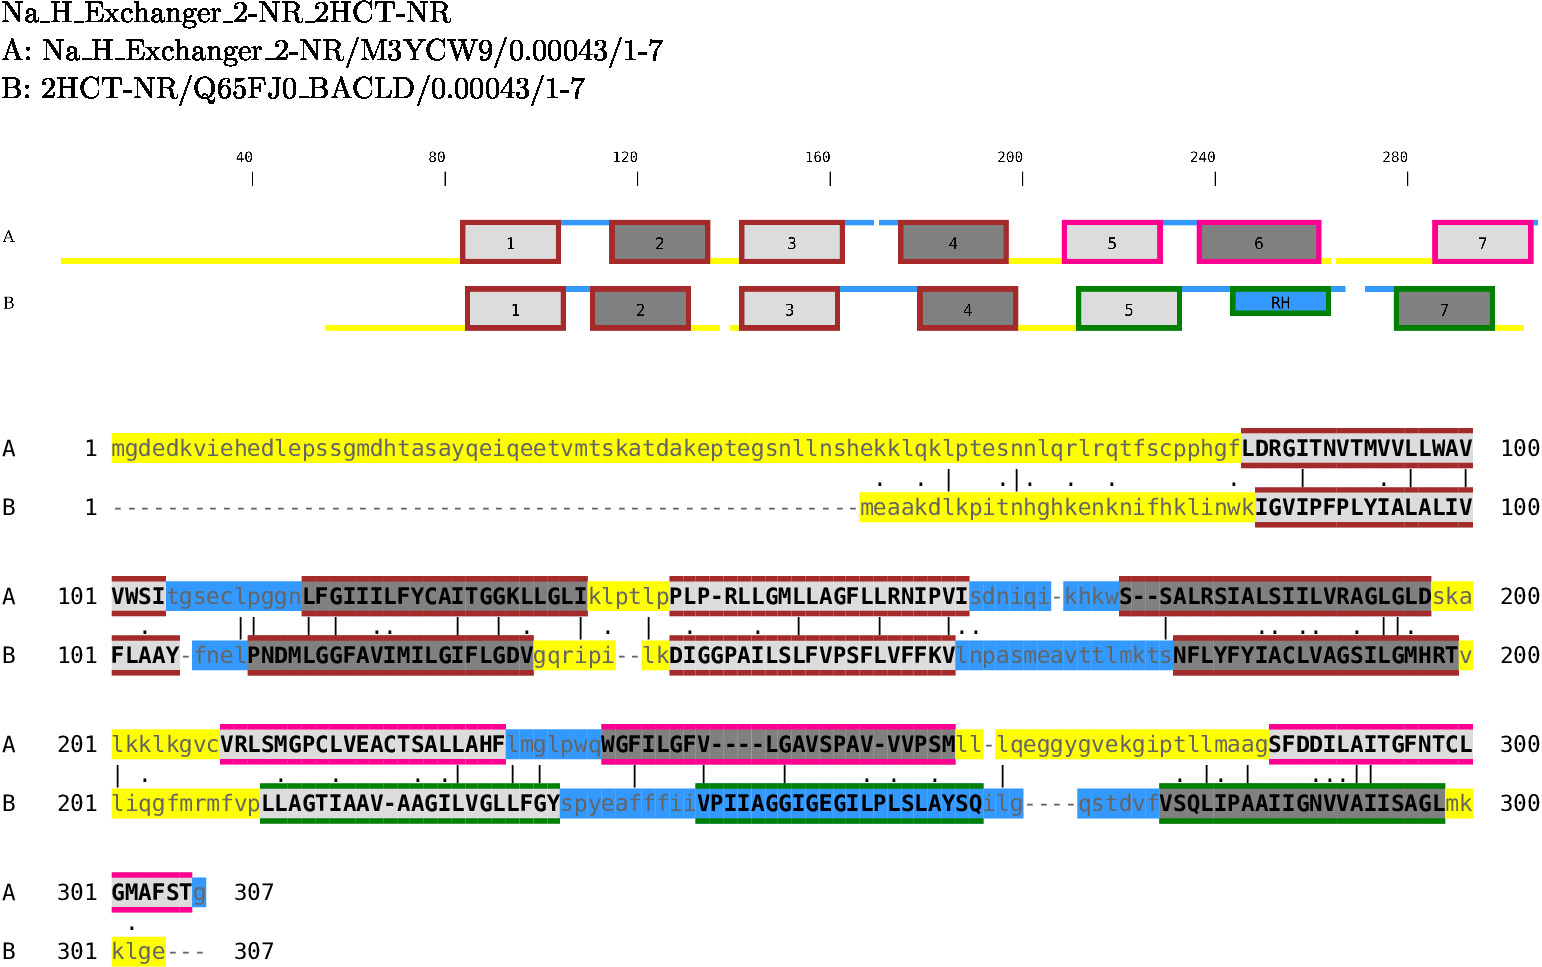 Na_H_Exchanger_2-NR_2HCT-NR
A: Na_H_Exchanger_2-NR/M3YCW9/0.00043/1-7
B: 2HCT-NR/Q65FJ0_BACLD/0.00043/1-7
40 80 120 160 200 240 280
A 1 2 3 4 5 6 7
B 1 2 3 4 5 RH 7
A 1 mgdedkviehedlepssgmdhtasayqeiqeetvmtskatdakepteegsnllnshekklqklptesnnlqrlrqtfscpphgfLDRGITNVTMVVLLWAV 100
B 1 -------------------------------------------------------meaakdlkpitnhghkenknifhklinwkIGVIPFPLYIALALIV 100
A 101 VWSItgseclpggnLFGIIILFYCAITGGKLLGLIklptlpPLP-RLLGMLLAGFLLRNIPVIsdniqi-khkwS--SALRSIALSIILVRAGLGLDska 200
B 101 FLAAY-fnelPNDMLGGFAVIMILGIFLGDVgqripi--lkDIGGPAILSLFVPSFLVFFKVlnpasmeavttlmktsNFLYFYIACLVAGSILGMHRTv 200
A 201 lkklkgvcVRLSMGPCLVEACTSALLAHFlmglpwqWGFILGFV----LGAVSPAV-VVPSMll-lqeggygvekgiptllmaagSFDDILAITGFNTCL 300
B 201 liqgfmrmfvpLLAGTIAAV-AAGILVGLLFGYspyeafffiiVPIIAGGIGEGILPLSLAYSQilg----qstdvfVSQLIPAAIIGNVVAIISAGLmk 300
A 301 GMAFSTg 307
B 301 klge--- 307